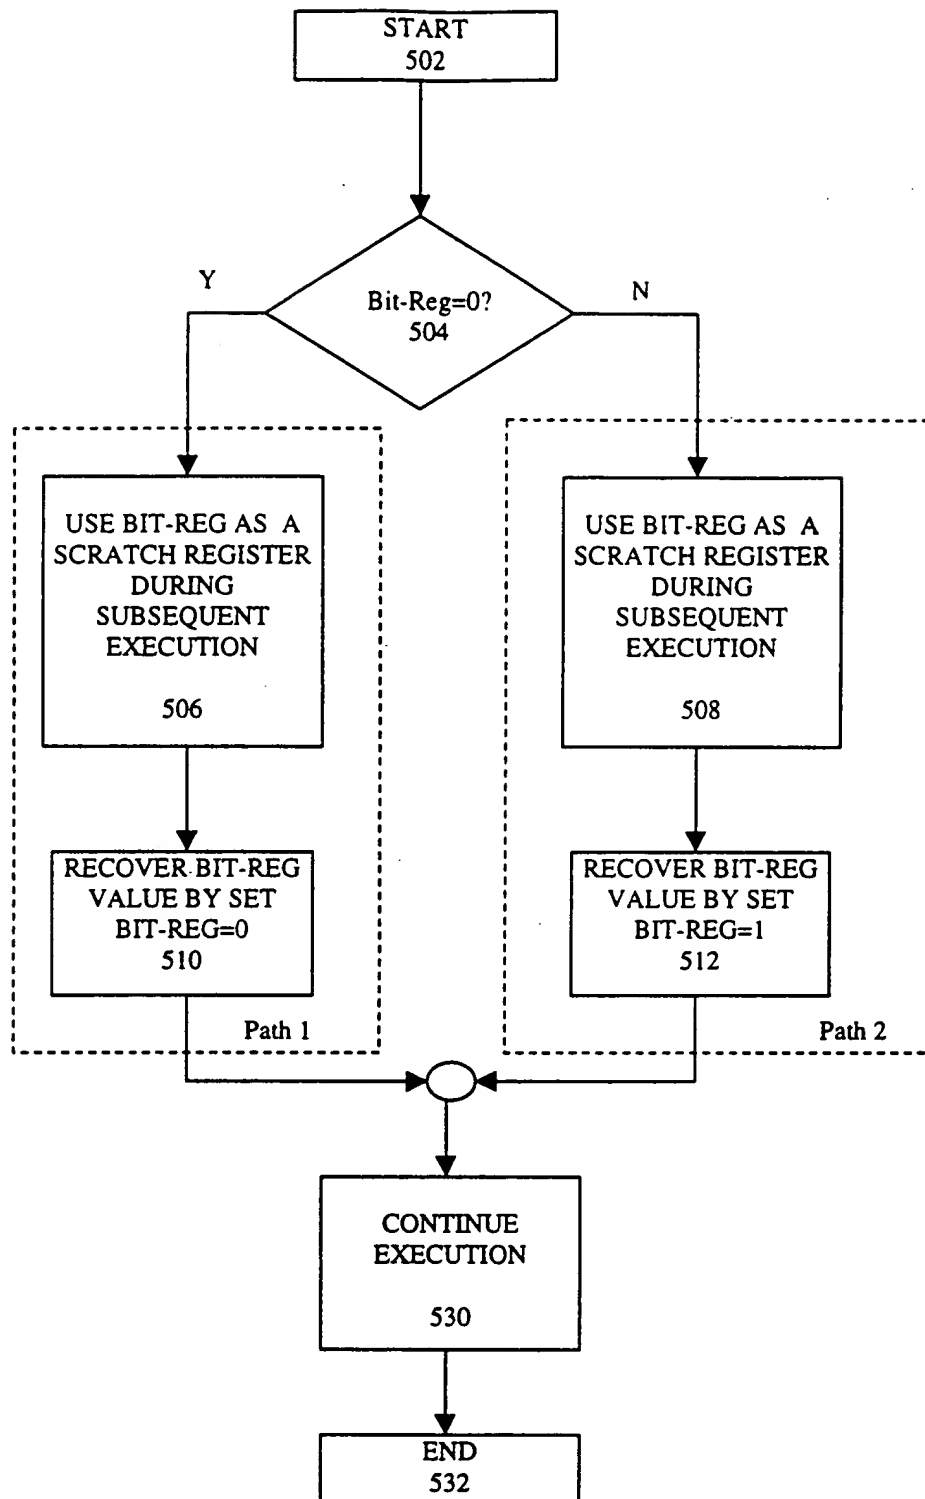 START
502
Y
N
Bit-Reg=0?
504
USE BIT-REG AS A
SCRATCH REGISTER
DURING
SUBSEQUENT
EXECUTION
506
USE BIT-REG AS A
SCRATCH REGISTER
DURING
SUBSEQUENT
EXECUTION
508
RECOVER BIT-REG
VALUE BY SET
BIT-REG=0
510
RECOVER BIT-REG
VALUE BY SET
BIT-REG=1
512
Path 1
Path 2
CONTINUE
EXECUTION
530
END
532